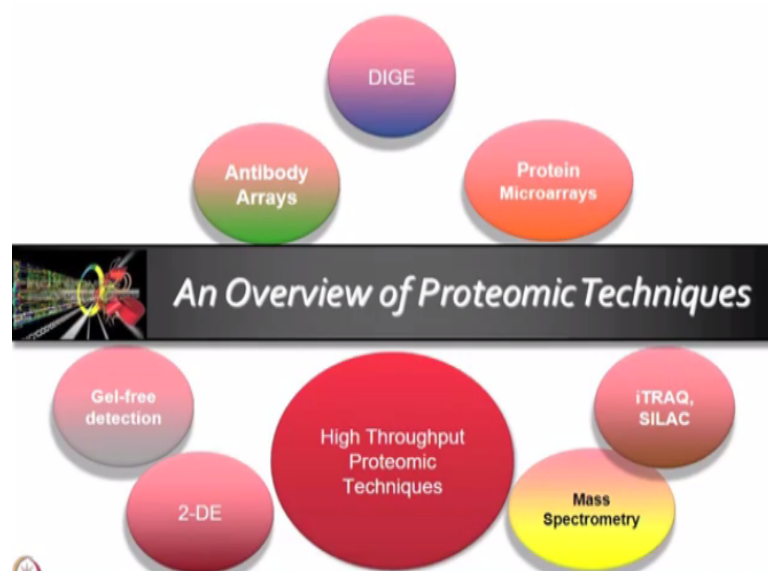 DIGE
Antibody
Arrays
Protein
Microarrays
An Overview of Proteomic Techniques
Gel-free
detection
iTRAQ,
SILAC
High Throughput
Proteomic
Techniques
2-DE
Mass
Spectrometry